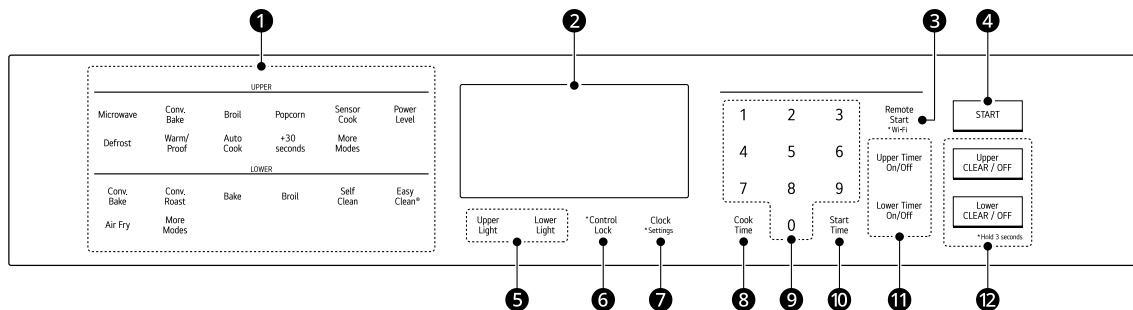 1
2
3
4
UPPER
Microwave
Conv.
Bake
Broil
Popcorn
Sensor
Cook
Power
Level
Defrost
Warm/
Proof
Auto
Cook
+30
seconds
More
Modes
LOWER
Conv.
Bake
Conv.
Roast
Bake
Broil
Self
Clean
Easy
Clean®
Air Fry
More
Modes
Upper
Light
Lower
Light
*Control
Lock
Clock
*Settings
1 2 3
4 5 6
7 8 9
0
Cook
Time
Start
Time
Remote
Start
*Wi-Fi
Upper Timer
On/Off
Lower Timer
On/Off
START
Upper
CLEAR / OFF
Lower
CLEAR / OFF
*Hold 3 seconds
5
6
7
8
9
10
11
12